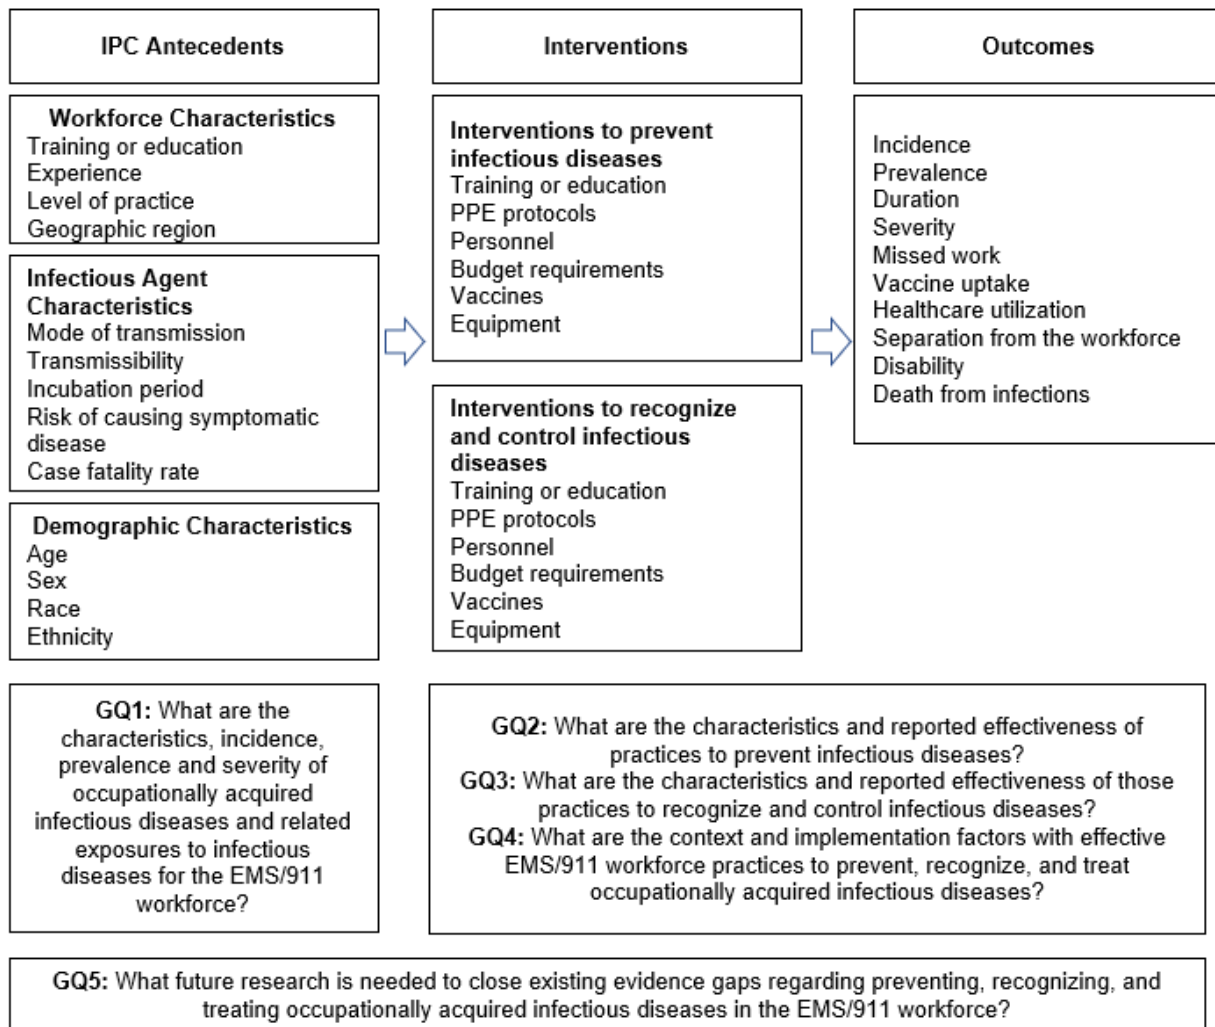 IPC Antecedents
Interventions
Outcomes
Workforce Characteristics
Training or education
Experience
Level of practice
Geographic region
Infectious Agent
Characteristics
Mode of transmission
Transmissibility
Incubation period
Risk of causing symptomatic
disease
Case fatality rate
Demographic Characteristics
Age
Sex
Race
Ethnicity
Interventions to prevent
infectious diseases
Training or education
PPE protocols
Personnel
Budget requirements
Vaccines
Equipment
Interventions to recognize
and control infectious
diseases
Training or education
PPE protocols
Personnel
Budget requirements
Vaccines
Equipment
Incidence
Prevalence
Duration
Severity
Missed work
Vaccine uptake
Healthcare utilization
Separation from the workforce
Disability
Death from infections
GQ1: What are the
characteristics, incidence,
prevalence and severity of
occupationally acquired
infectious diseases and related
exposures to infectious
diseases for the EMS/911
workforce?
GQ2: What are the characteristics and reported effectiveness of
practices to prevent infectious diseases?
GQ3: What are the characteristics and reported effectiveness of those
practices to recognize and control infectious diseases?
GQ4: What are the context and implementation factors with effective
EMS/911 workforce practices to prevent, recognize, and treat
occupationally acquired infectious diseases?
GQ5: What future research is needed to close existing evidence gaps regarding preventing, recognizing, and
treating occupationally acquired infectious diseases in the EMS/911 workforce?